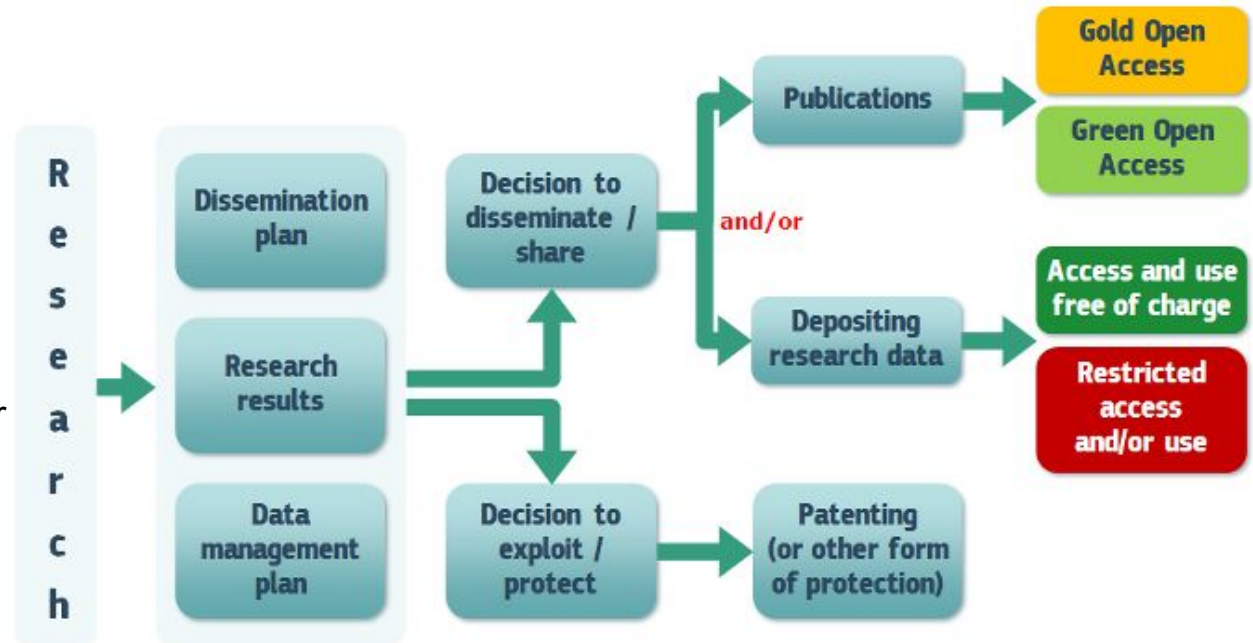 Research
Dissemination
plan
Research
results
Data
management
plan
Decision to
disseminate /
share
Decision to
exploit /
protect
and/or
Publications
Depositing
research data
Patenting
(or other form
of protection)
Gold Open
Access
Green Open
Access
Access and use
free of charge
Restricted
access
and/or use
r